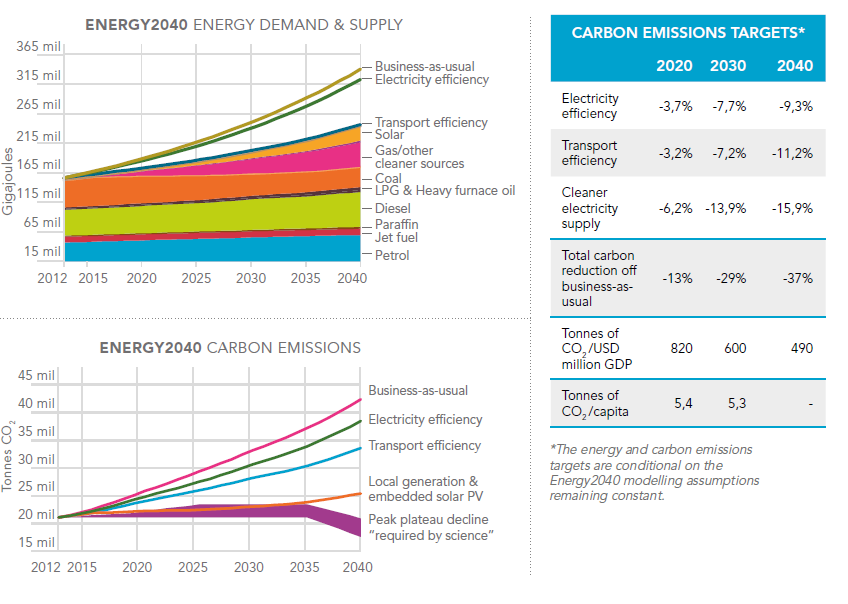 ENERGY2040 ENERGY DEMAND & SUPPLY
365 mil
315 mil
265 mil
215 mil
165 mil
115 mil
65 mil
15 mil
Gigajoules
2012 2015 2020 2025 2030 2035 2040
Business-as-usual
Electricity efficiency
Transport efficiency
Solar
Gas/other
cleaner sources
Coal
LPG & Heavy furnace oil
Diesel
Paraffin
Jet fuel
Petrol
ENERGY2040 CARBON EMISSIONS
45 mil
40 mil
35 mil
30 mil
25 mil
20 mil
15 mil
Tonnes CO₂
2012 2015 2020 2025 2030 2035 2040
Business-as-usual
Electricity efficiency
Transport efficiency
Local generation &
embedded solar PV
Peak plateau decline
“required by science”
CARBON EMISSIONS TARGETS*
2020 2030 2040
Electricity
efficiency
-3,7% -7,7% -9,3%
Transport
efficiency
-3,2% -7,2% -11,2%
Cleaner
electricity
supply
-6,2% -13,9% -15,9%
Total carbon
reduction off
business-as-
usual
-13% -29% -37%
Tonnes of
CO₂/USD
million GDP
820 600 490
Tonnes of
CO₂/capita
5,4 5,3 -
*The energy and carbon emissions
targets are conditional on the
Energy2040 modelling assumptions
remaining constant.